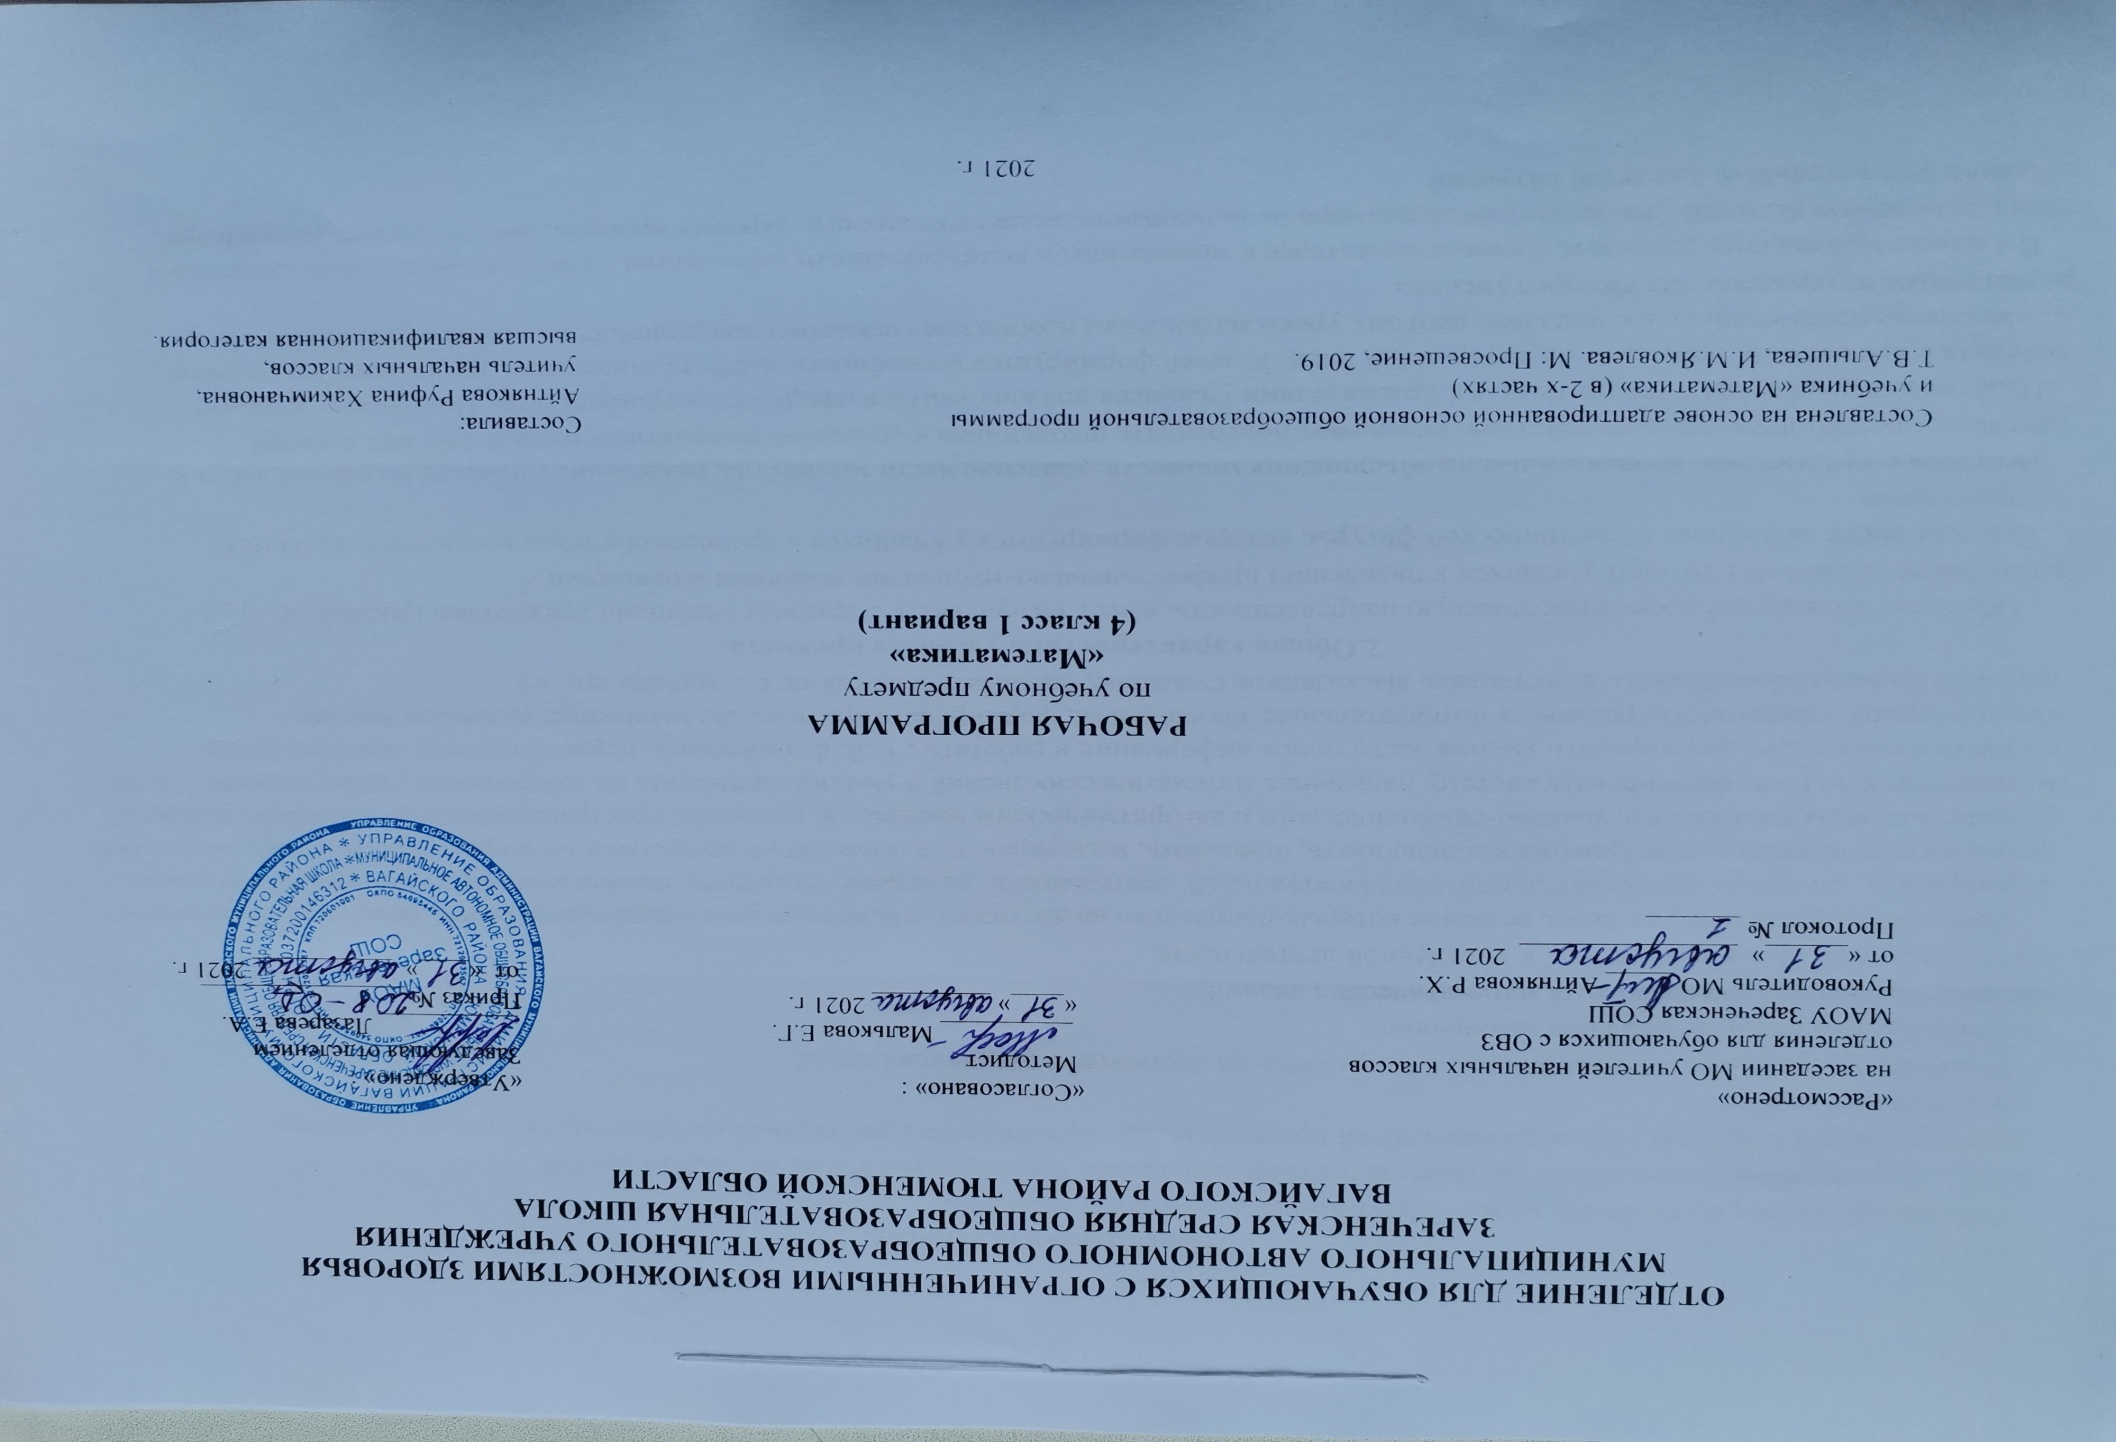 ОТДЕЛЕНИЕ ДЛЯ ОБУЧАЮЩИХСЯ С ОГРАНИЧЕННЫМИ ВОЗМОЖНОСТЯМИ ЗДОРОВЬЯ
МУНИЦИПАЛЬНОГО АВТОНОМНОГО ОБЩЕОБРАЗОВАТЕЛЬНОГО УЧРЕЖДЕНИЯ
ЗАРЕЧЕНСКАЯ СРЕДНЯЯ ОБЩЕОБРАЗОВАТЕЛЬНАЯ ШКОЛА
ВАГАЙСКОГО РАЙОНА ТЮМЕНСКОЙ ОБЛАСТИ
«Рассмотрено»
на заседании МО учителей начальных классов
отделения для обучающихся с ОВЗ
МАОУ Зареченская СОШ
Руководитель МО Айтнякова Р.Х.
от « 31 » августа 2021 г.
Протокол № 1
«Согласовано» :
Методист
Малькова Е.Г.
« 31 » августа 2021 г.
«Утверждено»
Заведующая отделением
Лазарева Е.А.
Приказ № 208-ОД
от « 31 » августа 2021 г.
МАОУ
Зареченская
СОШ
РАБОЧАЯ ПРОГРАММА
по учебному предмету
«Математика»
(4 класс 1 вариант)
Составлена на основе адаптированной основной общеобразовательной программы
и учебника «Математика» (в 2-х частях)
Т.В.Алышева, И.М.Яковлева. М: Просвещение, 2019.
Составила:
Айтнякова Руфина Хакимчановна,
учитель начальных классов,
высшая квалификационная категория.
2021 г.